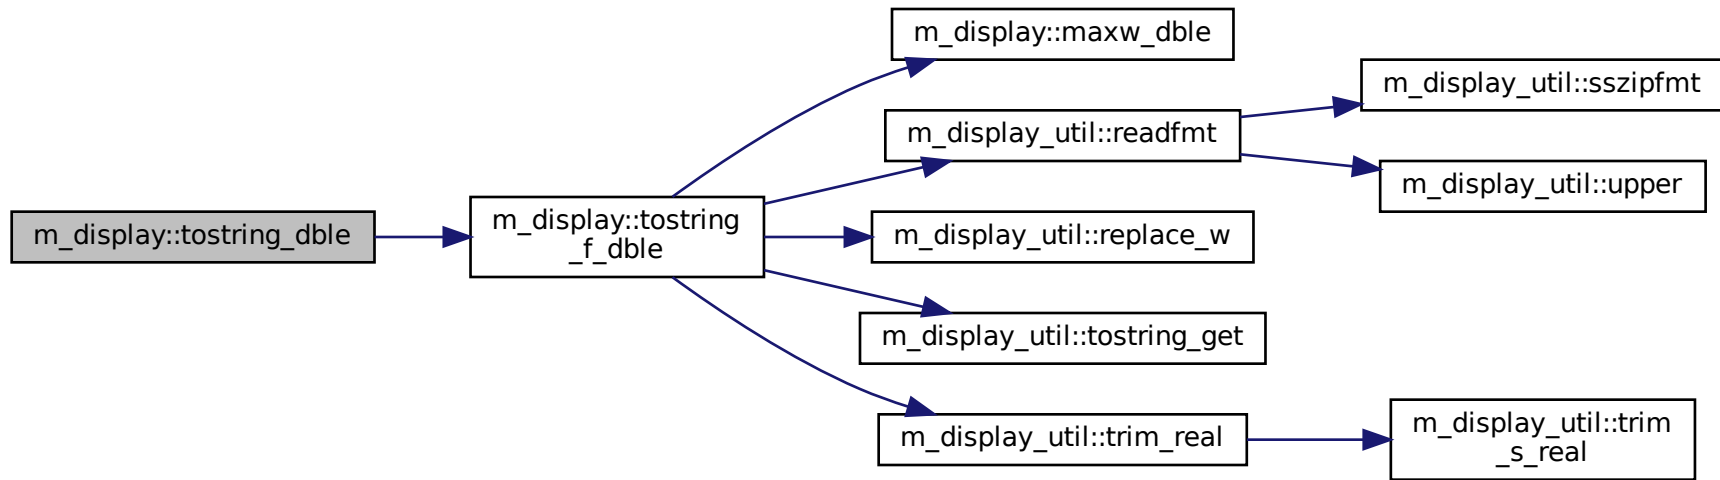 m_display::tostring_dble
m_display::tostring
_f_dble
m_display::maxw_dble
m_display_util::readfmt
m_display_util::replace_w
m_display_util::tostring_get
m_display_util::trim_real
m_display_util::sszipfmt
m_display_util::upper
m_display_util::trim
_s_real